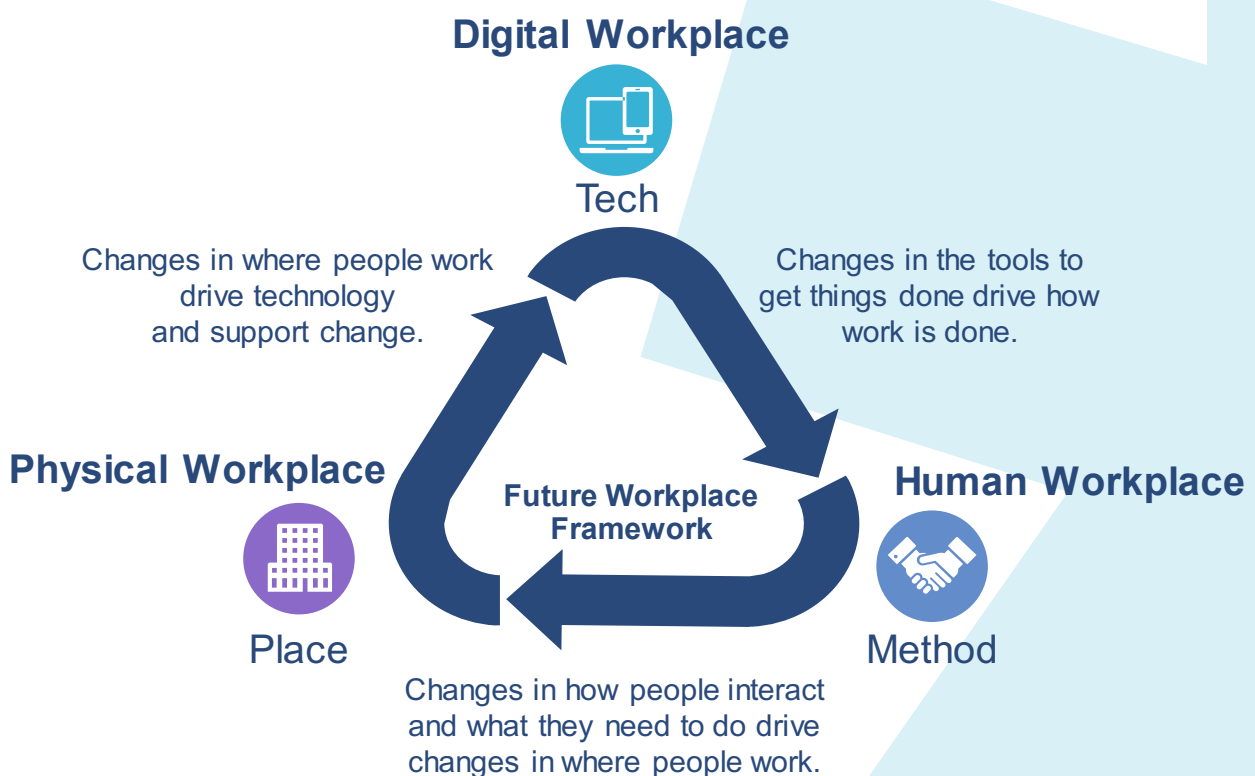 Digital Workplace
Tech
Changes in where people work
drive technology
and support change.
Changes in the tools to
get things done drive how
work is done.
Physical Workplace
Place
Future Workplace
Framework
Human Workplace
Method
Changes in how people interact
and what they need to do drive
changes in where people work.